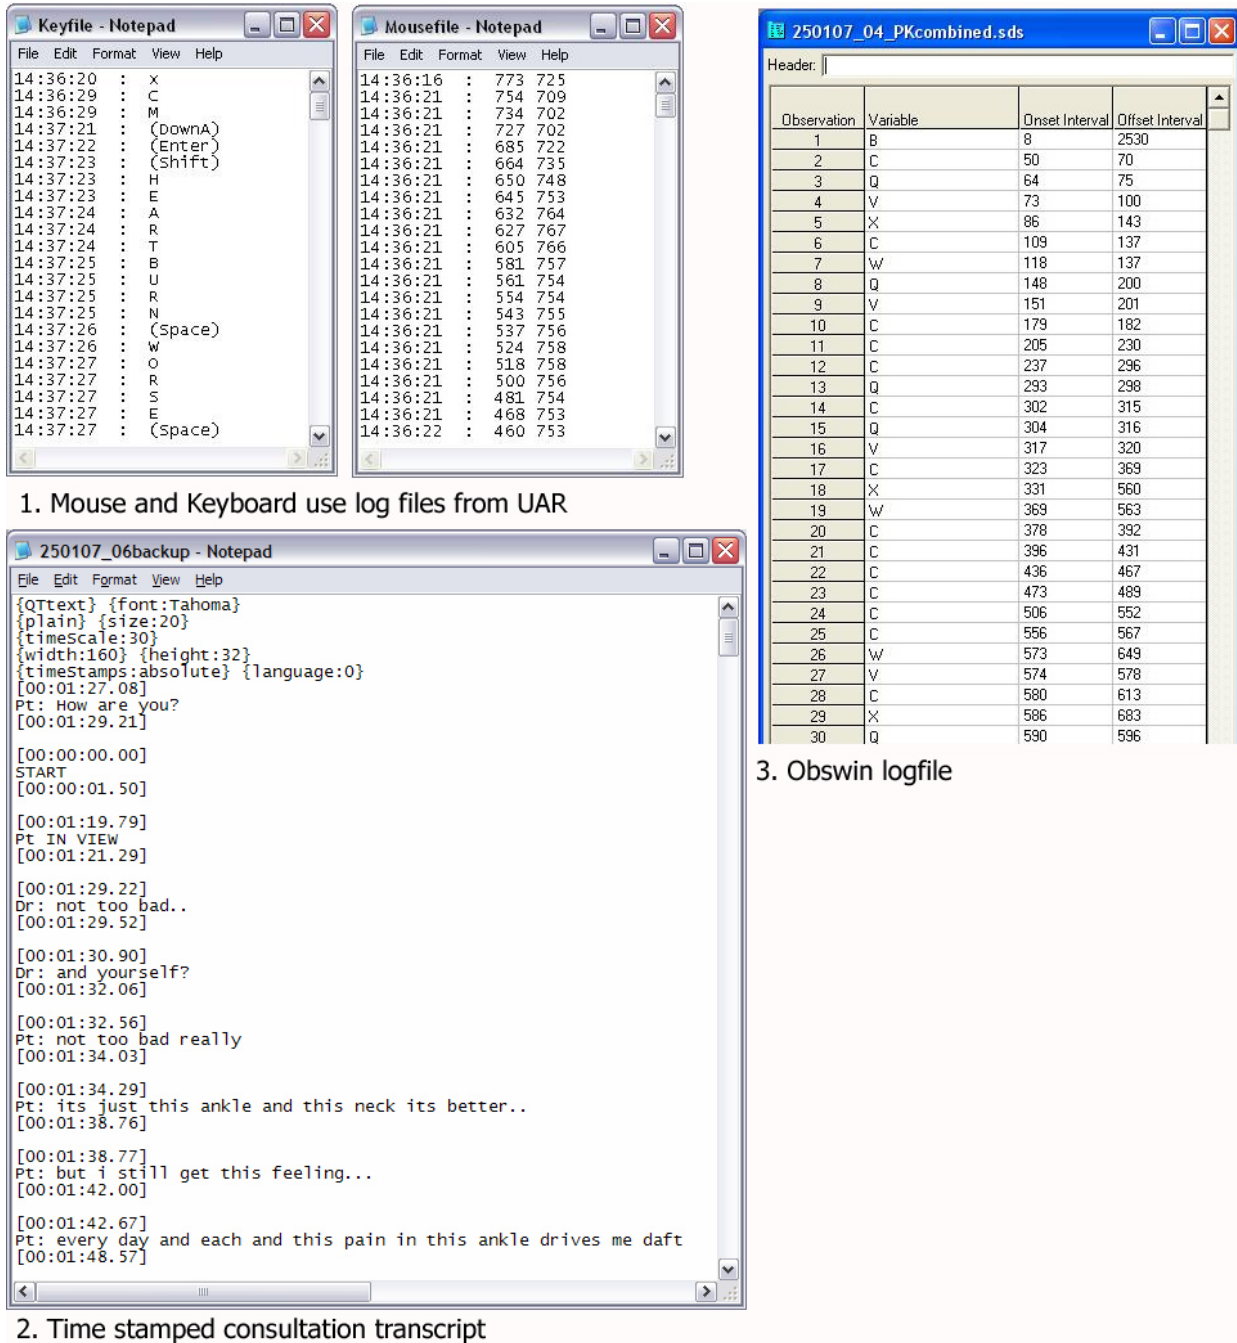 Keyfile - Notepad
File Edit Format View Help
14:36:20 : X
14:36:29 : C
14:36:29 : M
14:37:21 : (DownA)
14:37:22 : (Enter)
14:37:23 : (Shift)
14:37:23 : H
14:37:23 : E
14:37:24 : A
14:37:24 : R
14:37:24 : T
14:37:25 : B
14:37:25 : U
14:37:25 : R
14:37:25 : N
14:37:26 : (Space)
14:37:26 : W
14:37:27 : O
14:37:27 : R
14:37:27 : S
14:37:27 : E
14:37:27 : (Space)
Mousefile - Notepad
File Edit Format View Help
14:36:16 : 773 725
14:36:21 : 754 709
14:36:21 : 734 702
14:36:21 : 727 702
14:36:21 : 685 722
14:36:21 : 664 735
14:36:21 : 650 748
14:36:21 : 645 753
14:36:21 : 632 764
14:36:21 : 627 767
14:36:21 : 605 766
14:36:21 : 581 757
14:36:21 : 561 754
14:36:21 : 554 754
14:36:21 : 543 755
14:36:21 : 537 756
14:36:21 : 524 758
14:36:21 : 518 758
14:36:21 : 500 756
14:36:21 : 481 754
14:36:21 : 468 753
14:36:22 : 460 753
1. Mouse and Keyboard use log files from UAR
250107_06backup - Notepad
File Edit Format View Help
{QTtext} {font:Tahoma}
{plain} {size:20}
{timeScale:30}
{width:160} {height:32}
{timeStamps:absolute} {language:0}
[00:01:27.08]
Pt: How are you?
[00:01:29.21]
[00:00:00.00]
START
[00:00:01.50]
[00:01:19.79]
Pt IN VIEW
[00:01:21.29]
[00:01:29.22]
Dr: not too bad..
[00:01:29.52]
[00:01:30.90]
Dr: and yourself?
[00:01:32.06]
[00:01:32.56]
Pt: not too bad really
[00:01:34.03]
[00:01:34.29]
Pt: its just this ankle and this neck its better..
[00:01:38.76]
[00:01:38.77]
Pt: but i still get this feeling...
[00:01:42.00]
[00:01:42.67]
Pt: every day and each and this pain in this ankle drives me daft
[00:01:48.57]
2. Time stamped consultation transcript
250107_04_PKcombined.sds
Header:
Observation Variable Onset Interval Offset Interval
1 B 8 2530
2 C 50 70
3 Q 64 75
4 V 73 100
5 X 86 143
6 C 109 137
7 W 118 137
8 Q 148 200
9 V 151 201
10 C 179 182
11 C 205 230
12 C 237 296
13 Q 293 298
14 C 302 315
15 Q 304 316
16 V 317 320
17 C 323 369
18 X 331 560
19 W 369 563
20 C 378 392
21 C 396 431
22 C 436 467
23 C 473 489
24 C 506 552
25 C 556 567
26 W 573 649
27 V 574 578
28 C 580 613
29 X 586 683
30 Q 590 596
3. Obswin logfile